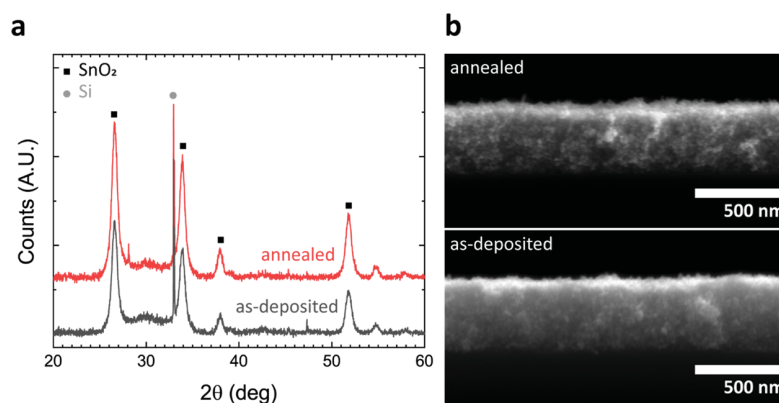 a
■ SnO₂
● Si
Counts (A.U.)
annealed
as-deposited
20 30 40 50 60
2θ (deg)
b
annealed
500 nm
as-deposited
500 nm